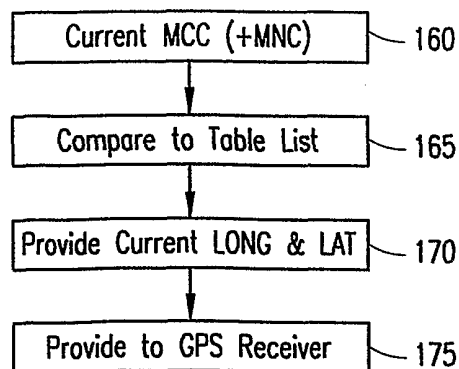 Current MCC (+MNC) 160
Compare to Table List 165
Provide Current LONG & LAT 170
Provide to GPS Receiver 175